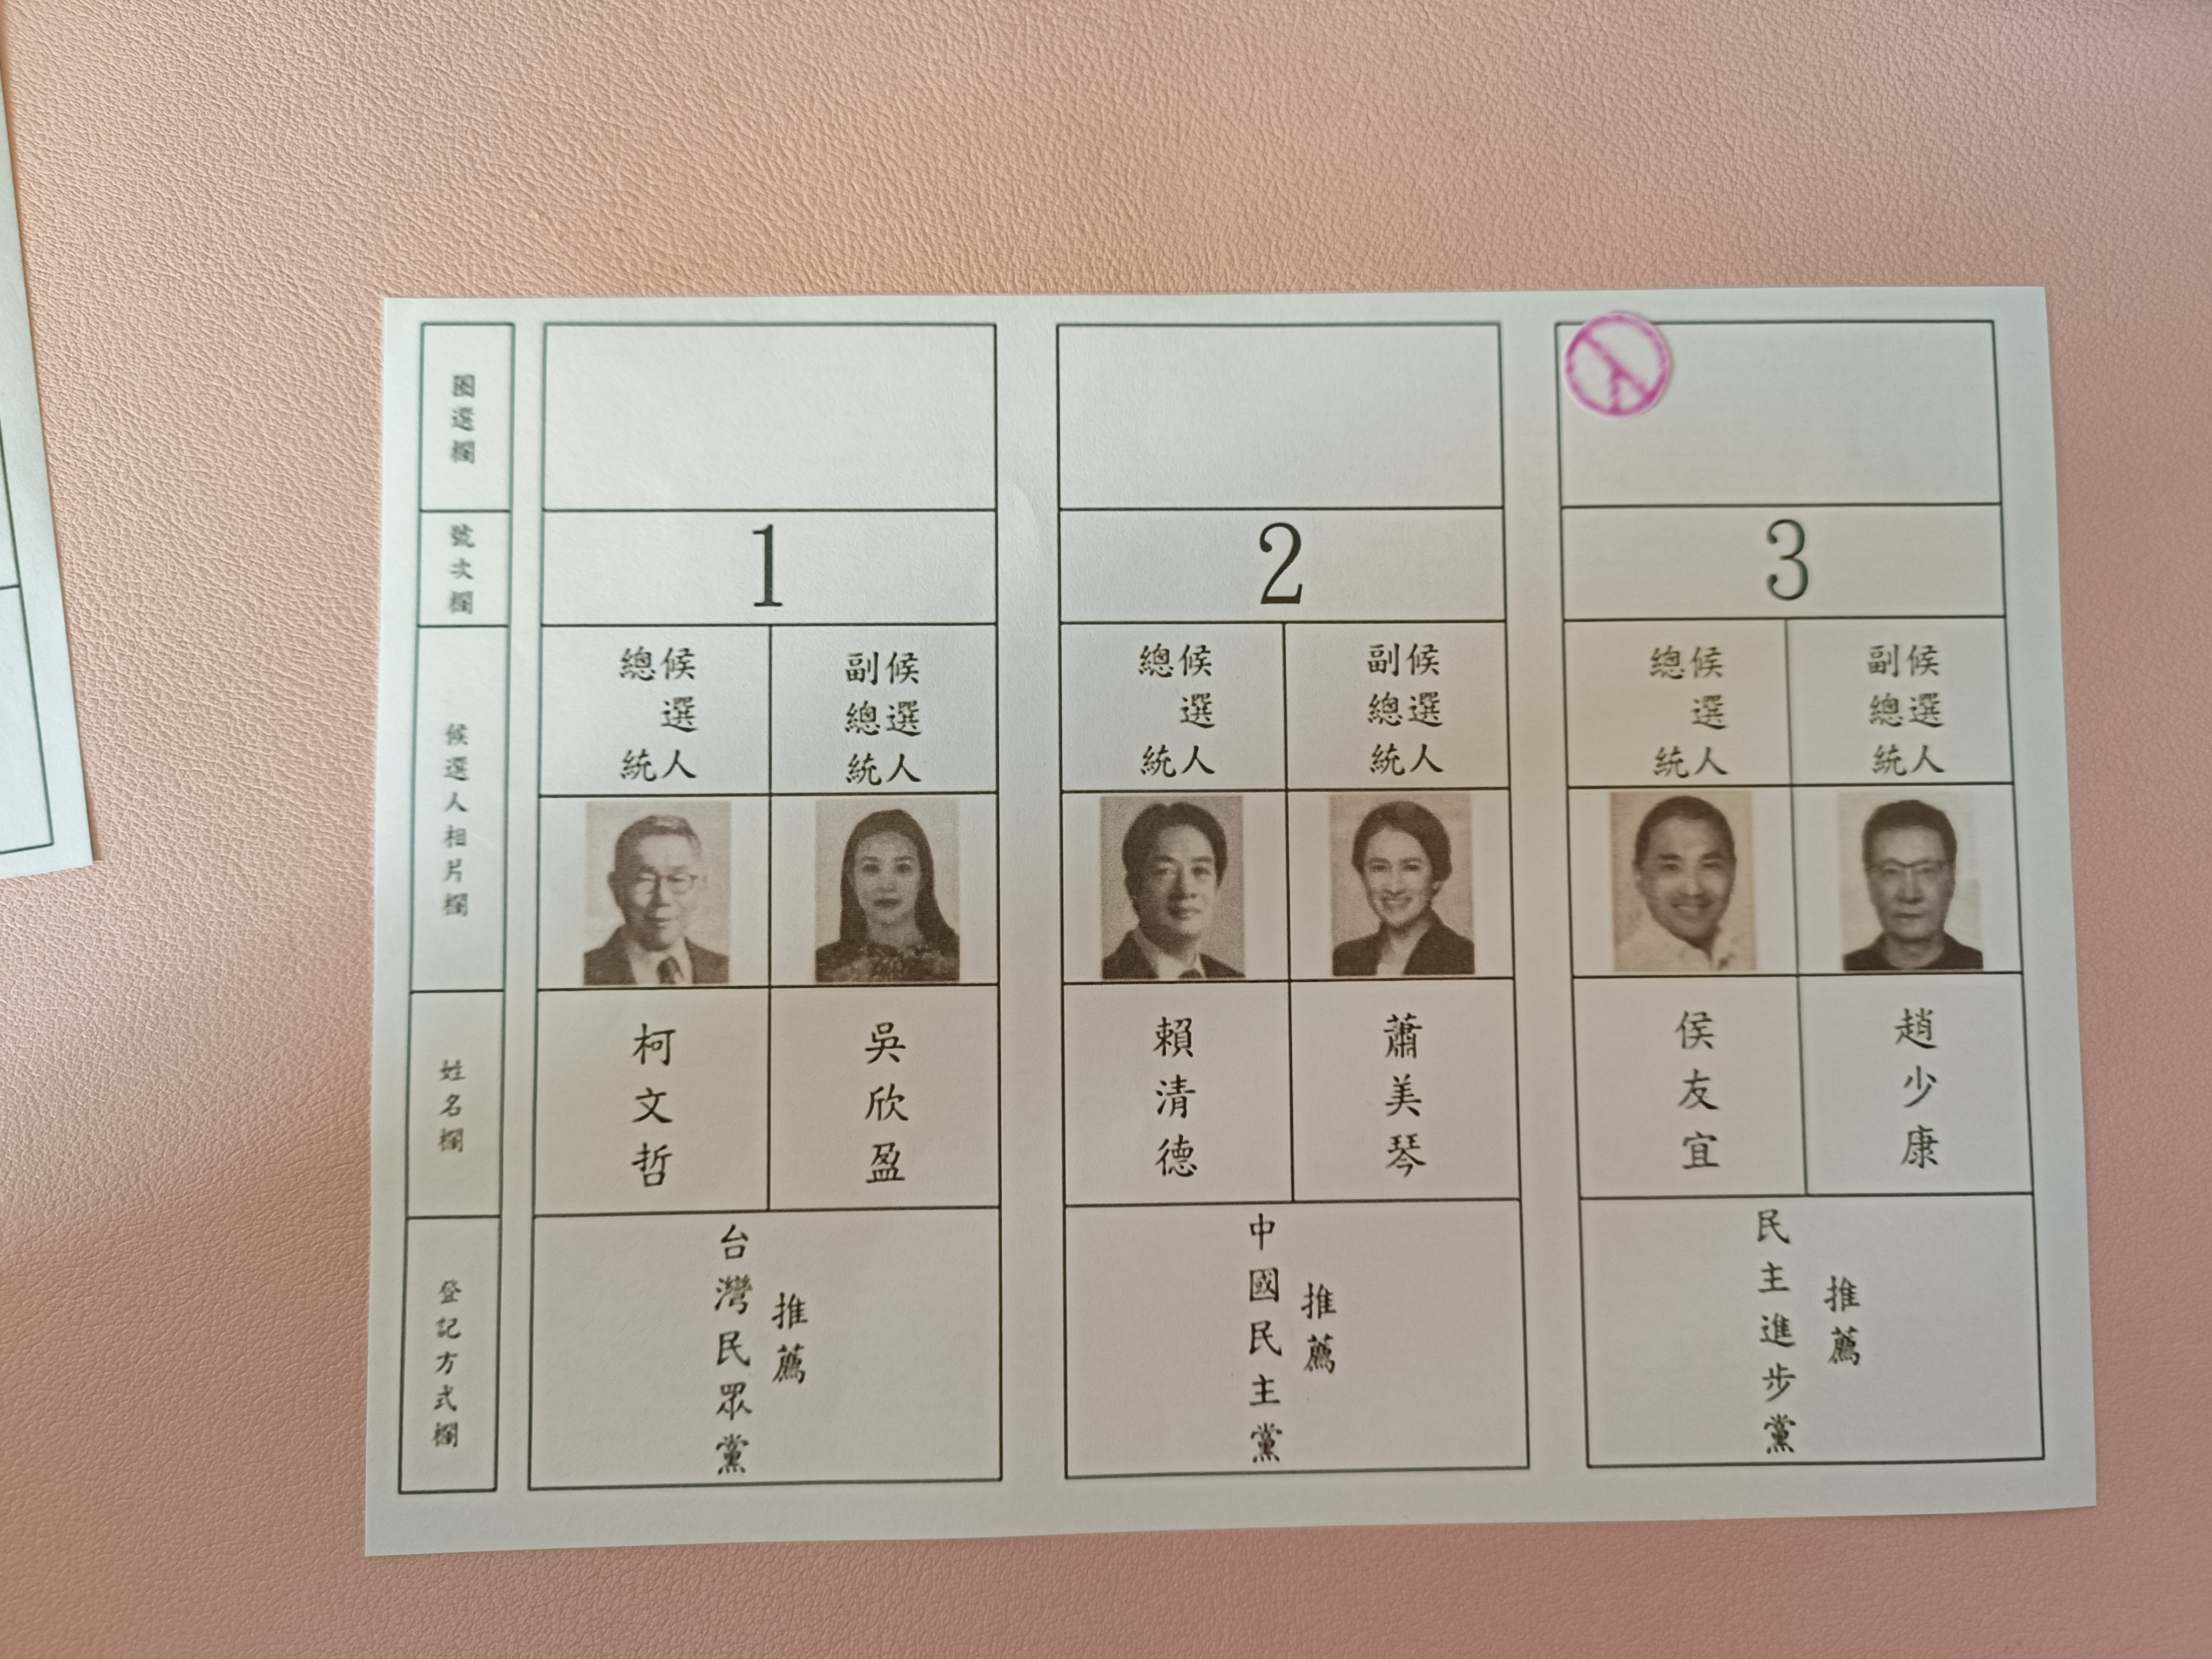 圈選欄
1
2
3
號次欄
總統候選人
副總統候選人
總統候選人
副總統候選人
總統候選人
副總統候選人
候選人相片欄
柯文哲
吳欣盈
賴清德
蕭美琴
侯友宜
趙少康
姓名欄
台灣民眾黨
推薦
中國民主黨
推薦
民主進步黨
推薦
登記方式欄